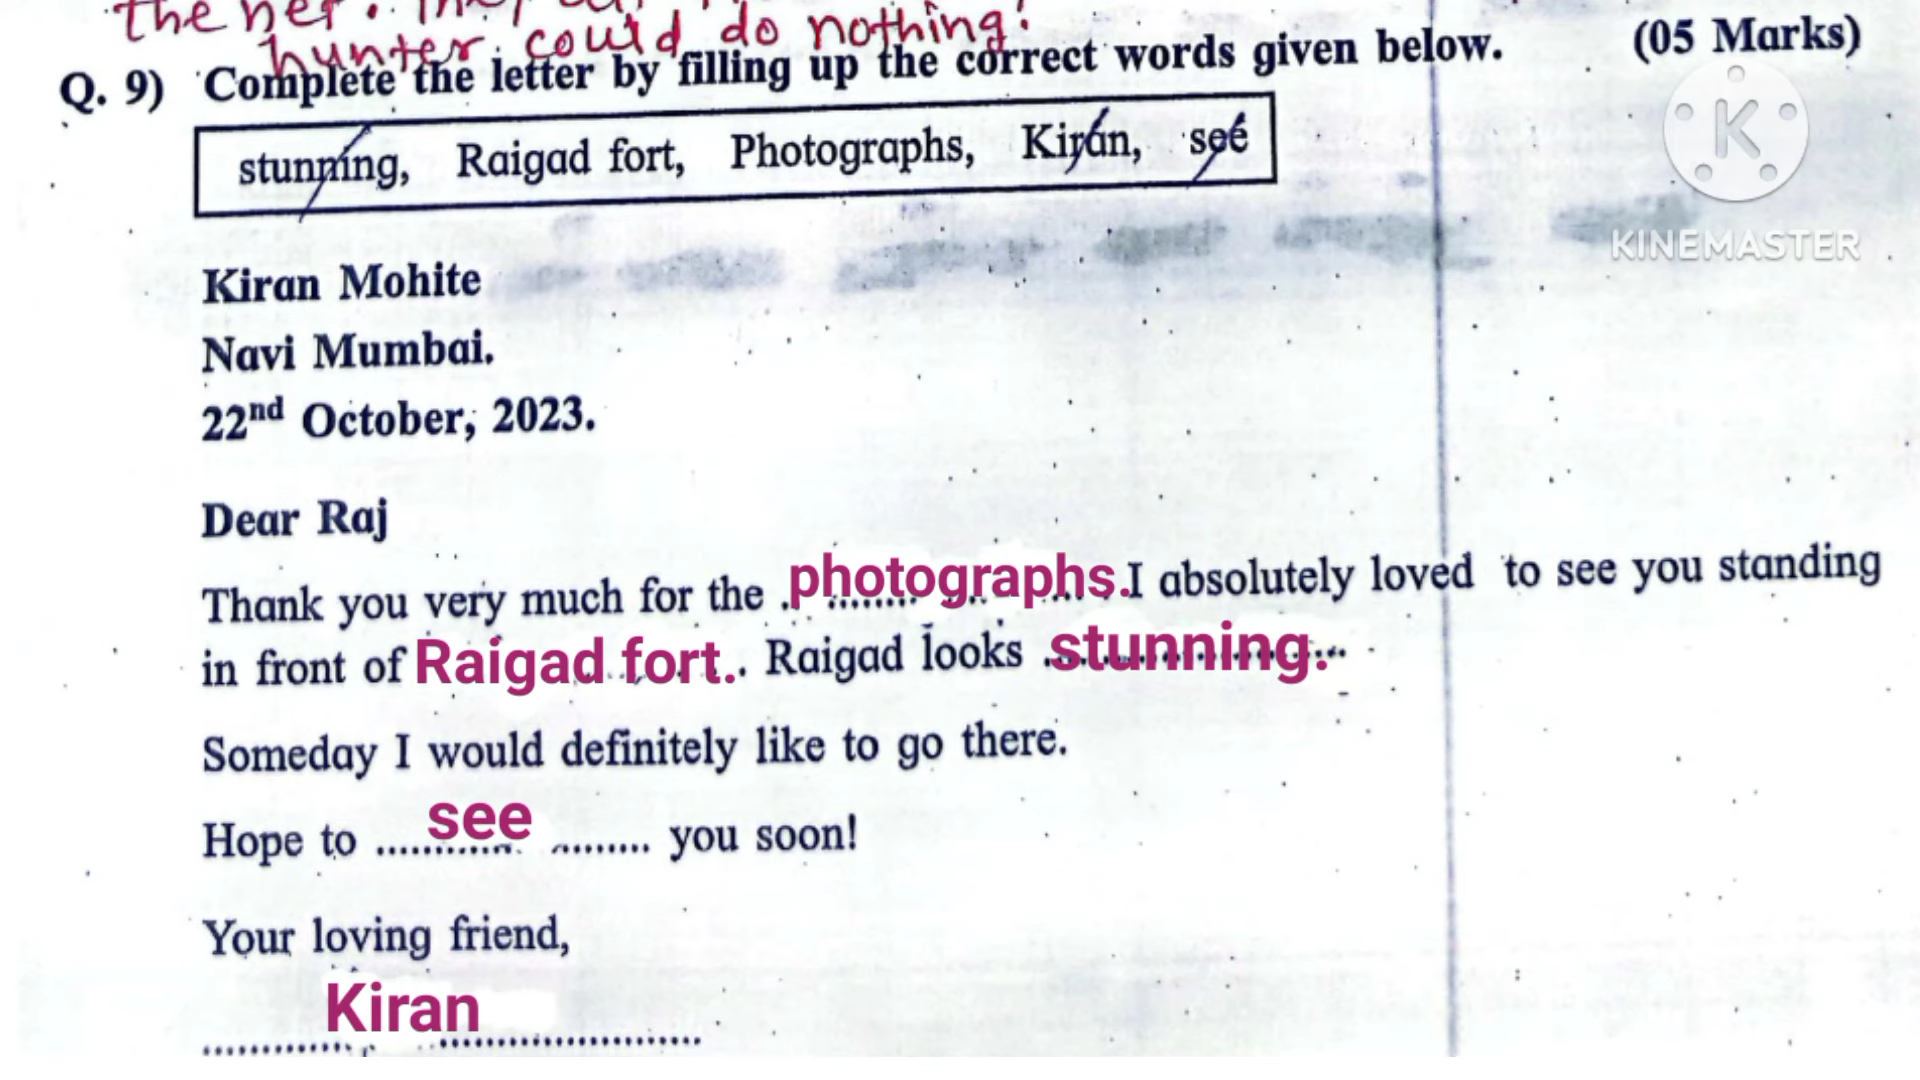 the net. They
hunter could do nothing!
Q. 9) Complete the letter by filling up the correct words given below. (05 Marks)
stunning, Raigad fort, Photographs, Kiran, see
K
KINEMASTER
Kiran Mohite
Navi Mumbai.
22nd October, 2023.
Dear Raj
Thank you very much for the photographs. I absolutely loved to see you standing
in front of Raigad fort. Raigad looks stunning.
Someday I would definitely like to go there.
Hope to see you soon!
Your loving friend,
Kiran